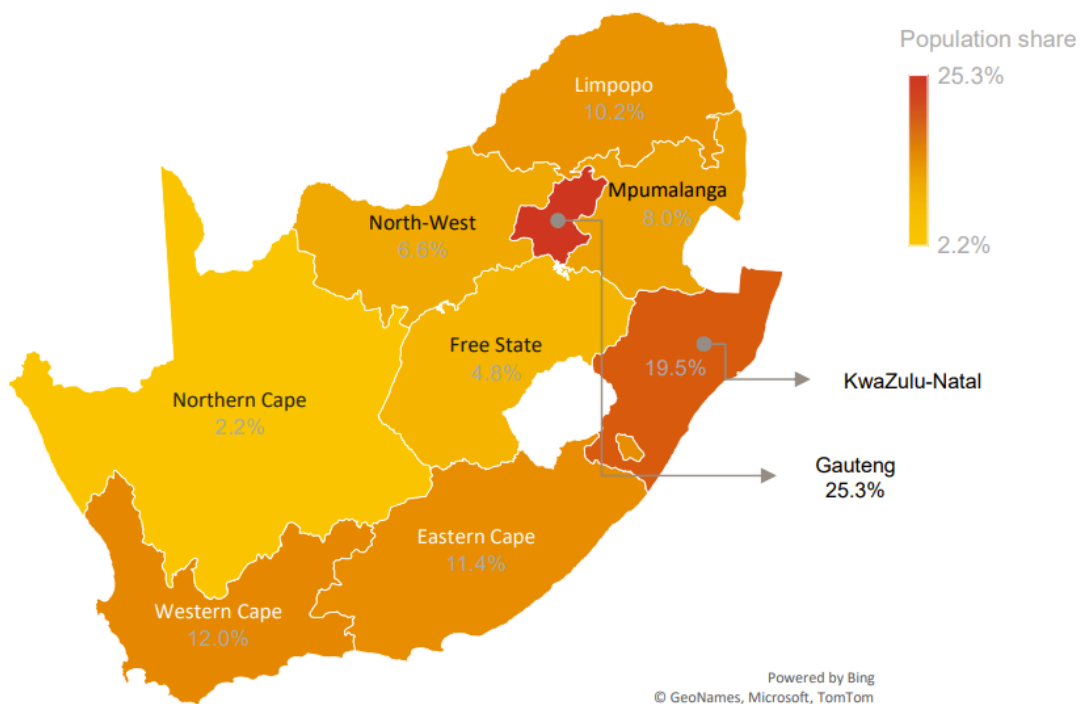 Population share
25.3%
2.2%
Limpopo
10.2%
Mpumalanga
8.0%
North-West
6.6%
Free State
4.8%
19.5%
KwaZulu-Natal
Northern Cape
2.2%
Gauteng
25.3%
Eastern Cape
11.4%
Western Cape
12.0%
Powered by Bing
© GeoNames, Microsoft, TomTom